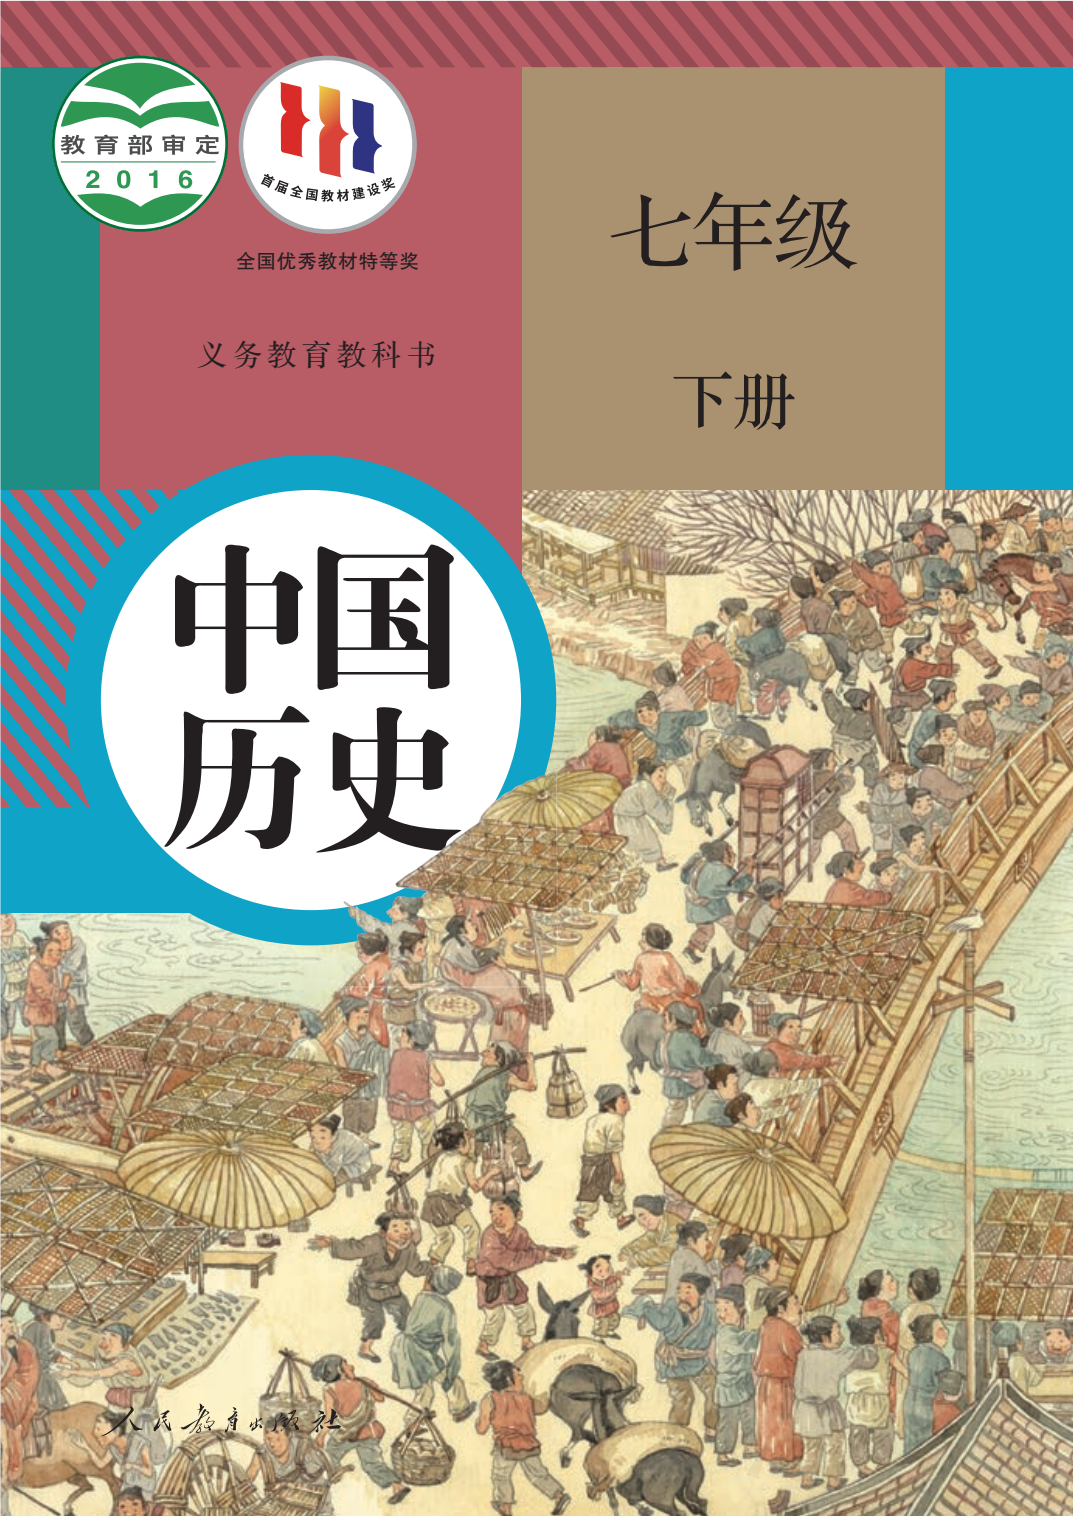 教育部审定
2016
首届全国教材建设奖
全国优秀教材特等奖
义务教育教科书
七年级
下册
中国
历史
人民教育出版社